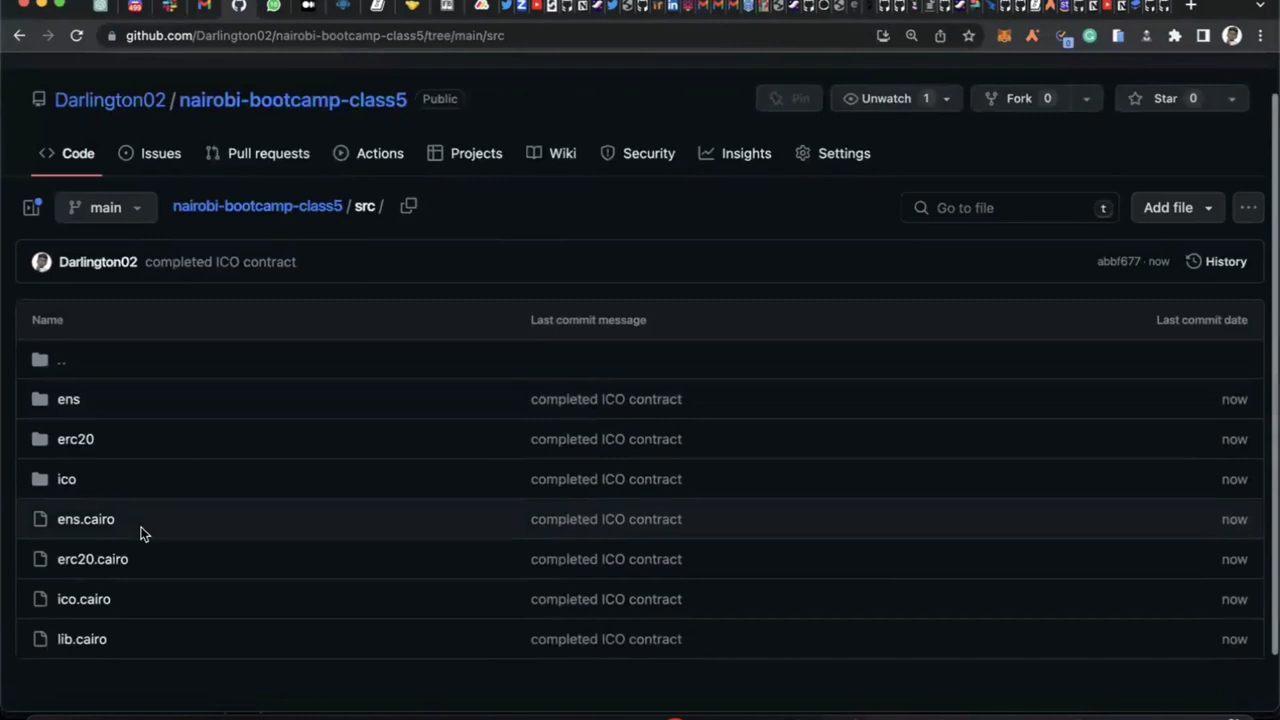 github.com/Darlington02/nairobi-bootcamp-class5/tree/main/src
Darlington02 / nairobi-bootcamp-class5 Public
Pin Unwatch 1 Fork 0 Star 0
Code Issues Pull requests Actions Projects Wiki Security Insights Settings
main nairobi-bootcamp-class5 / src / Go to file t Add file
Darlington02 completed ICO contract abbf677 · now History
Name Last commit message Last commit date
..
ens completed ICO contract now
erc20 completed ICO contract now
ico completed ICO contract now
ens.cairo completed ICO contract now
erc20.cairo completed ICO contract now
ico.cairo completed ICO contract now
lib.cairo completed ICO contract now